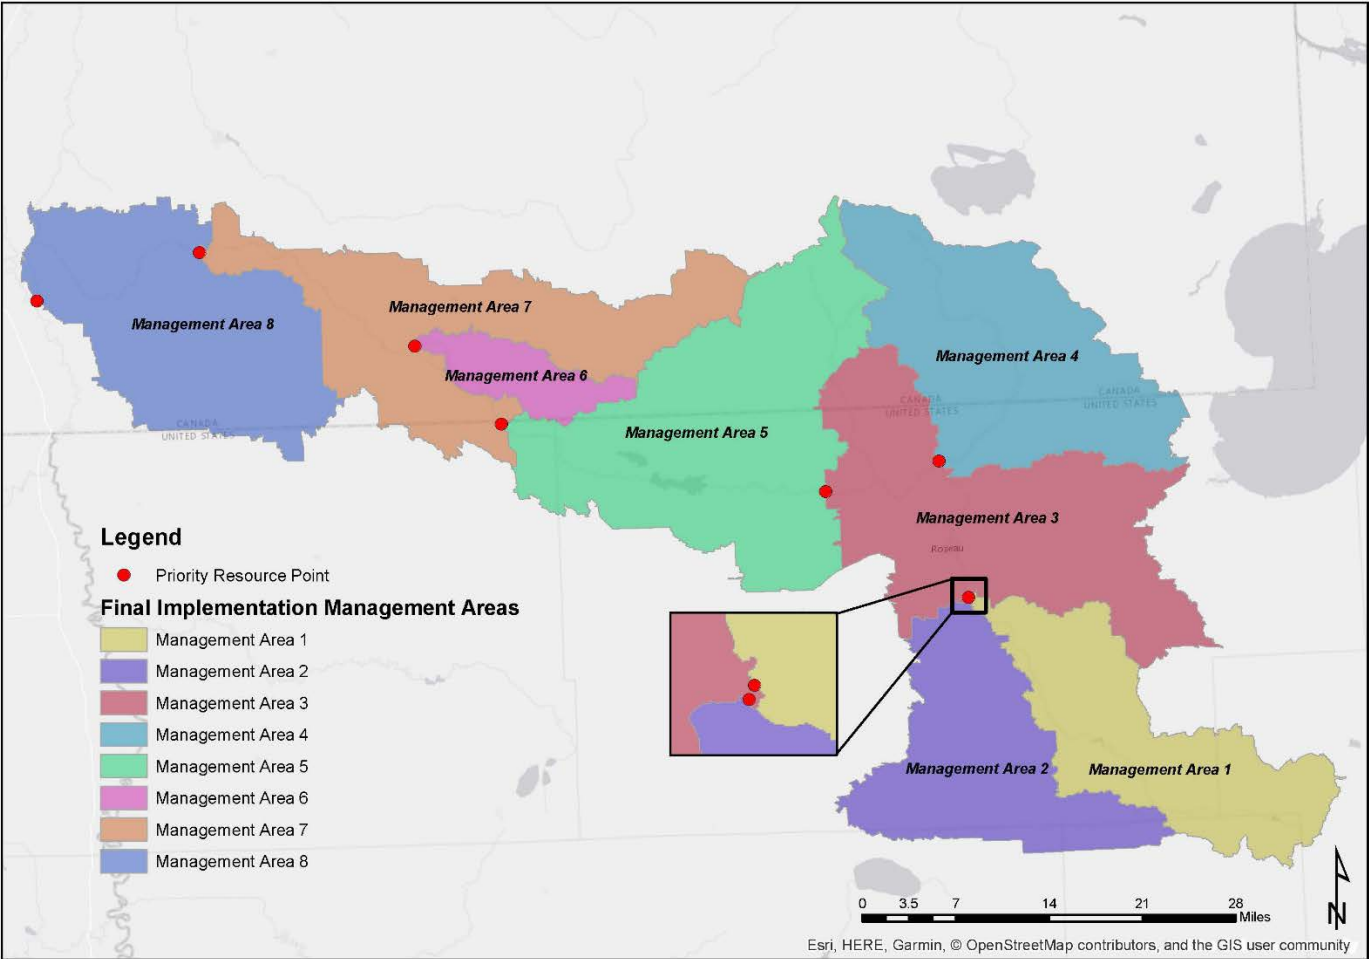 Management Area 7
Management Area 8
Management Area 4
Management Area 6
CANADA
UNITED STATES
CANADA
UNITED STATES
CANADA
UNITED STATES
Management Area 5
Management Area 3
Roseau
Legend
Priority Resource Point
Final Implementation Management Areas
Management Area 1
Management Area 2
Management Area 3
Management Area 4
Management Area 5
Management Area 6
Management Area 7
Management Area 8
Management Area 2
Management Area 1
0 3.5 7 14 21 28
Miles
N
Esri, HERE, Garmin, © OpenStreetMap contributors, and the GIS user community